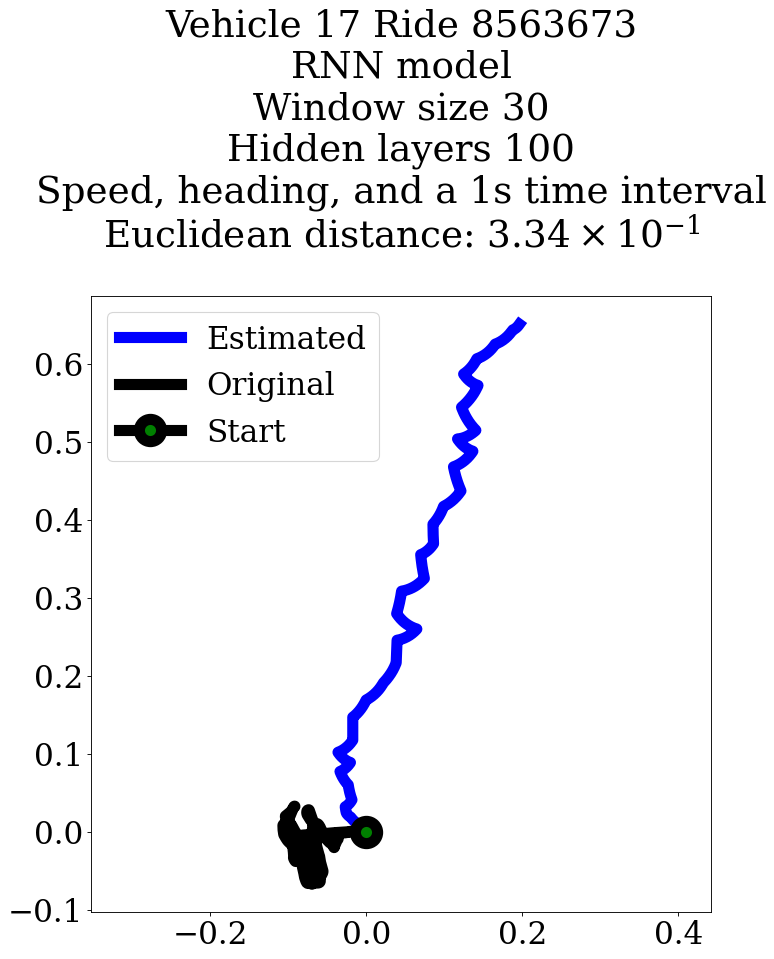 Vehicle 17 Ride 8563673
RNN model
Window size 30
Hidden layers 100
Speed, heading, and a 1s time interval
Euclidean distance: 3.34 × 10⁻¹
Estimated
Original
Start
0.6
0.5
0.4
0.3
0.2
0.1
0.0
−0.1
−0.2 0.0 0.2 0.4